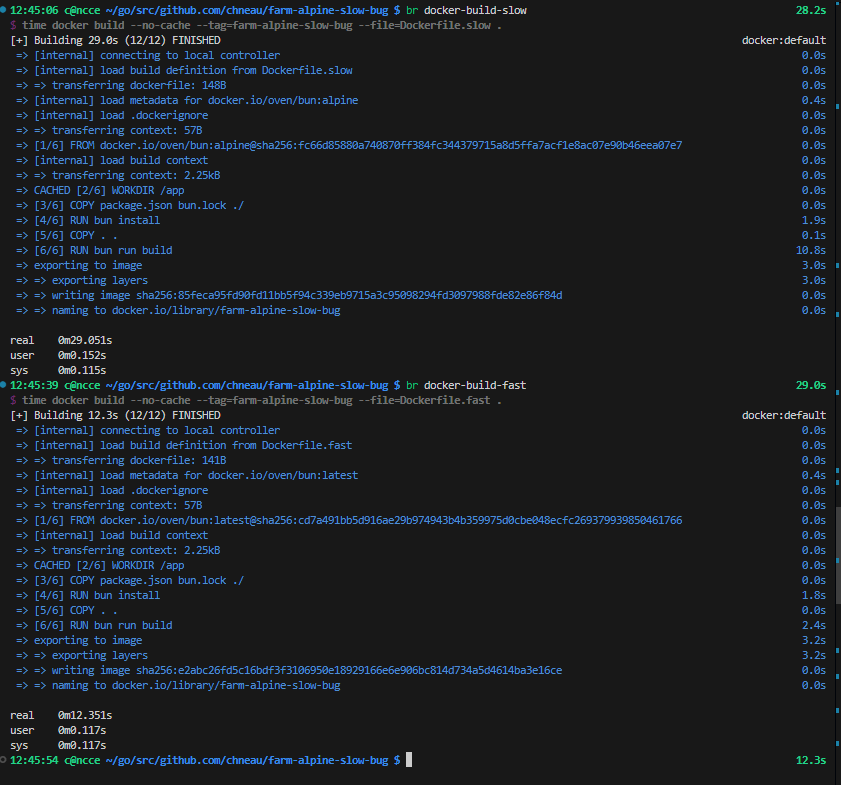 12:45:06 c@ncce ~/go/src/github.com/chneau/farm-alpine-slow-bug $ br docker-build-slow 28.2s
$ time docker build --no-cache --tag=farm-alpine-slow-bug --file=Dockerfile.slow .
[+] Building 29.0s (12/12) FINISHED docker:default
=> [internal] connecting to local controller 0.0s
=> [internal] load build definition from Dockerfile.slow 0.0s
=> => transferring dockerfile: 148B 0.0s
=> [internal] load metadata for docker.io/oven/bun:alpine 0.4s
=> [internal] load .dockerignore 0.0s
=> => transferring context: 57B 0.0s
=> [1/6] FROM docker.io/oven/bun:alpine@sha256:fc66d85880a740870ff384fc344379715a8d5ffa7acf1e8ac07e90b46eea07e7 0.0s
=> [internal] load build context 0.0s
=> => transferring context: 2.25kB 0.0s
=> CACHED [2/6] WORKDIR /app 0.0s
=> [3/6] COPY package.json bun.lock ./ 0.0s
=> [4/6] RUN bun install 1.9s
=> [5/6] COPY . . 0.1s
=> [6/6] RUN bun run build 10.8s
=> exporting to image 3.0s
=> => exporting layers 3.0s
=> => writing image sha256:85feca95fd90fd11bb5f94c339eb9715a3c95098294fd3097988fde82e86f84d 0.0s
=> => naming to docker.io/library/farm-alpine-slow-bug 0.0s
real 0m29.051s
user 0m0.152s
sys 0m0.115s
12:45:39 c@ncce ~/go/src/github.com/chneau/farm-alpine-slow-bug $ br docker-build-fast 29.0s
$ time docker build --no-cache --tag=farm-alpine-slow-bug --file=Dockerfile.fast .
[+] Building 12.3s (12/12) FINISHED docker:default
=> [internal] connecting to local controller 0.0s
=> [internal] load build definition from Dockerfile.fast 0.0s
=> => transferring dockerfile: 141B 0.0s
=> [internal] load metadata for docker.io/oven/bun:latest 0.4s
=> [internal] load .dockerignore 0.0s
=> => transferring context: 57B 0.0s
=> [1/6] FROM docker.io/oven/bun:latest@sha256:cd7a491bb5d916ae29b974943b4b359975d0cbe048ecfc269379939850461766 0.0s
=> [internal] load build context 0.0s
=> => transferring context: 2.25kB 0.0s
=> CACHED [2/6] WORKDIR /app 0.0s
=> [3/6] COPY package.json bun.lock ./ 0.0s
=> [4/6] RUN bun install 1.8s
=> [5/6] COPY . . 0.0s
=> [6/6] RUN bun run build 2.4s
=> exporting to image 3.2s
=> => exporting layers 3.2s
=> => writing image sha256:e2abc26fd5c16bdf3f3106950e18929166e6e906bc814d734a5d4614ba3e16ce 0.0s
=> => naming to docker.io/library/farm-alpine-slow-bug 0.0s
real 0m12.351s
user 0m0.117s
sys 0m0.117s
12:45:54 c@ncce ~/go/src/github.com/chneau/farm-alpine-slow-bug $ 12.3s